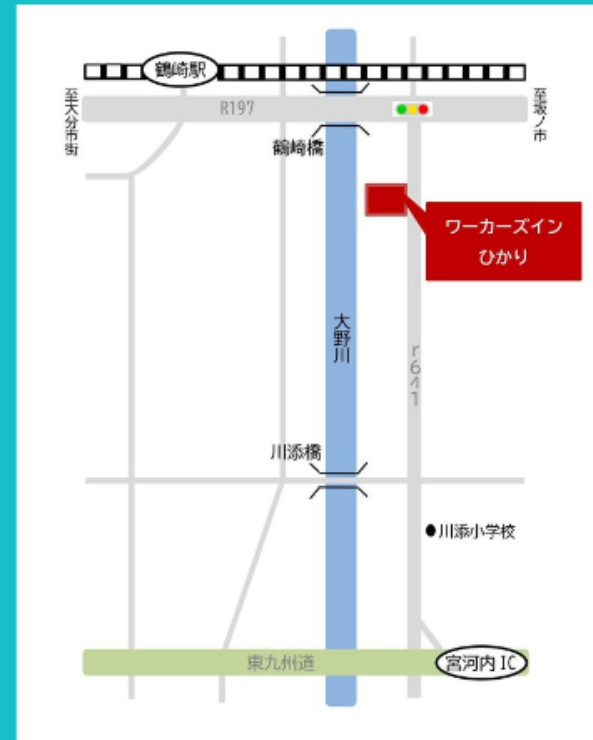 鶴崎駅
至大分市街
R197
至坂ノ市
鶴崎橋
ワーカーズイン
ひかり
大野川
r641
川添橋
川添小学校
東九州道
宮河内 IC